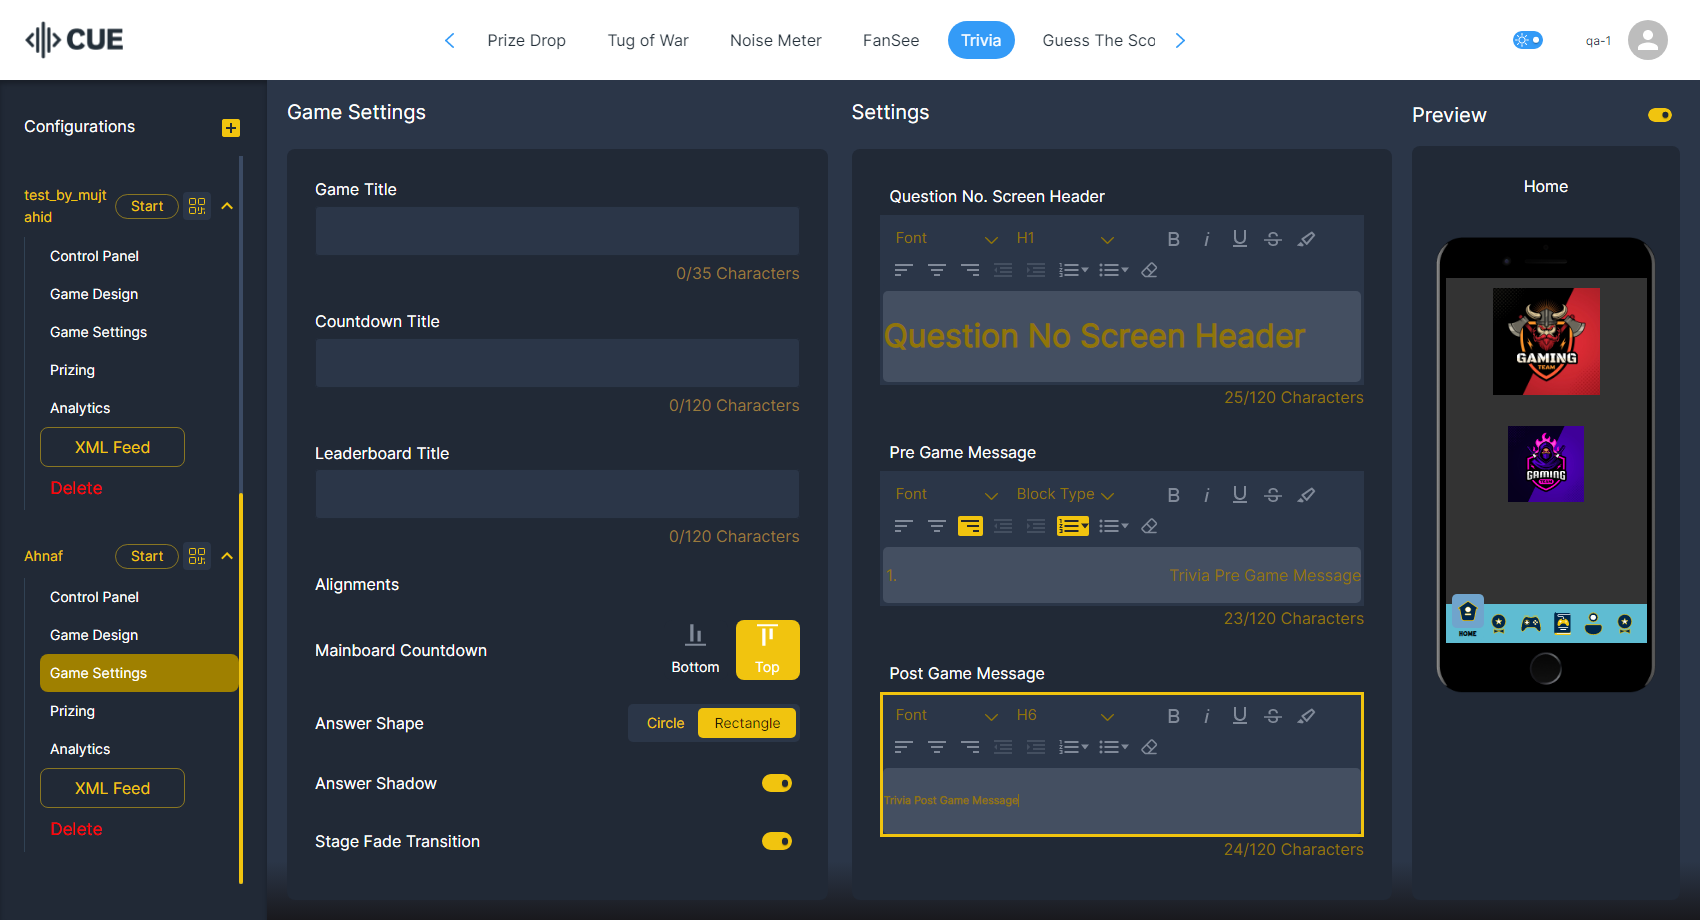 CUE
Prize Drop
Tug of War
Noise Meter
FanSee
Trivia
Guess The Sco
qa-1
Configurations
test_by_mujt
ahid
Start
Control Panel
Game Design
Game Settings
Prizing
Analytics
XML Feed
Delete
Ahnaf
Start
Control Panel
Game Design
Game Settings
Prizing
Analytics
XML Feed
Delete
Game Settings
Game Title
0/35 Characters
Countdown Title
0/120 Characters
Leaderboard Title
0/120 Characters
Alignments
Mainboard Countdown
Bottom
Top
Answer Shape
Circle
Rectangle
Answer Shadow
Stage Fade Transition
Settings
Question No. Screen Header
Font
H1
Question No Screen Header
25/120 Characters
Pre Game Message
Font
Block Type
1.
Trivia Pre Game Message
23/120 Characters
Post Game Message
Font
H6
Trivia Post Game Message
24/120 Characters
Preview
Home
GAMING
TEAM
GAMING
HOME